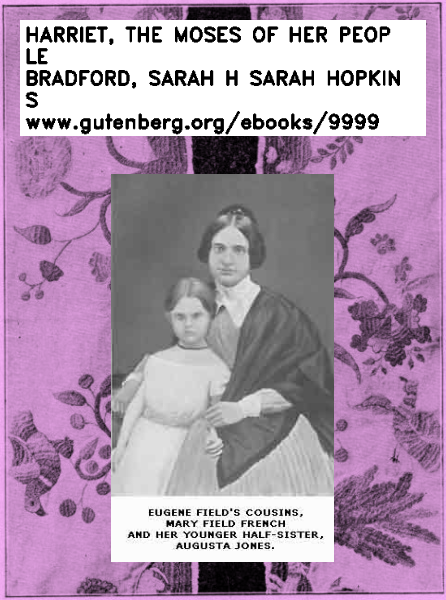 HARRIET, THE MOSES OF HER PEOP
LE
BRADFORD, SARAH H SARAH HOPKIN
S
www.gutenberg.org/ebooks/9999
EUGENE FIELD'S COUSINS,
MARY FIELD FRENCH
AND HER YOUNGER HALF-SISTER,
AUGUSTA JONES.